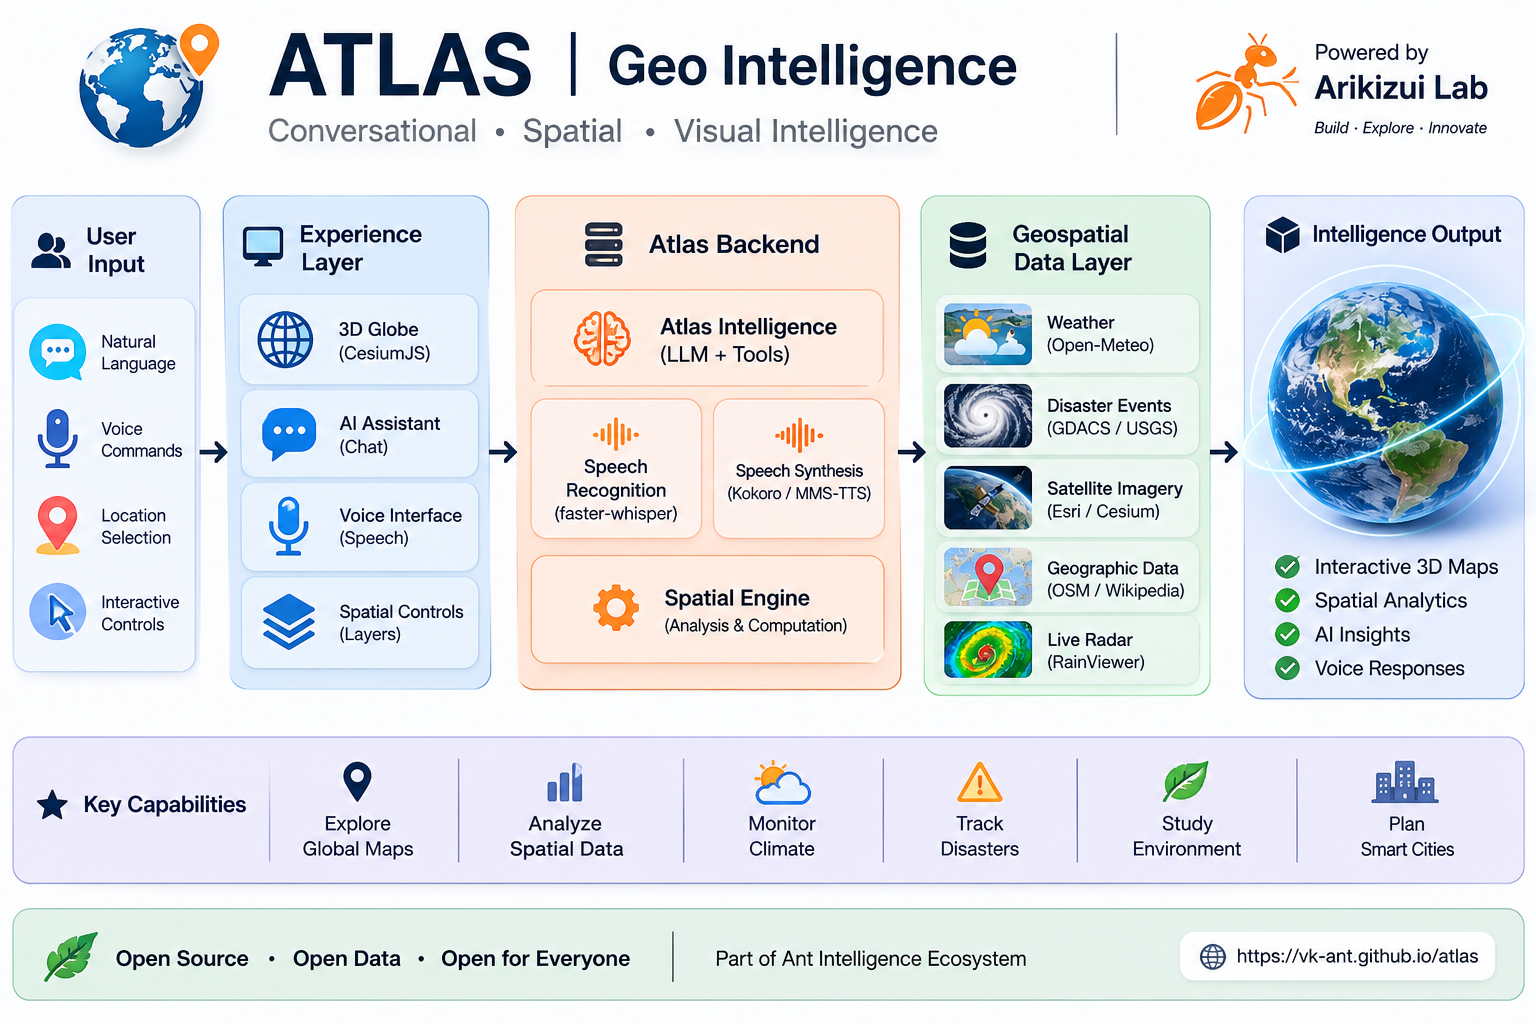 ATLAS | Geo Intelligence
Conversational • Spatial • Visual Intelligence
Powered by
Arikizui Lab
Build · Explore · Innovate
User
Input
Natural
Language
Voice
Commands
Location
Selection
Interactive
Controls
Experience
Layer
3D Globe
(CesiumJS)
AI Assistant
(Chat)
Voice Interface
(Speech)
Spatial Controls
(Layers)
Atlas Backend
Atlas Intelligence
(LLM + Tools)
Speech
Recognition
(faster-whisper)
Speech Synthesis
(Kokoro / MMS-TTS)
Spatial Engine
(Analysis & Computation)
Geospatial
Data Layer
Weather
(Open-Meteo)
Disaster Events
(GDACS / USGS)
Satellite Imagery
(Esri / Cesium)
Geographic Data
(OSM / Wikipedia)
Live Radar
(RainViewer)
Intelligence Output
Interactive 3D Maps
Spatial Analytics
AI Insights
Voice Responses
Key Capabilities
Explore
Global Maps
Analyze
Spatial Data
Monitor
Climate
Track
Disasters
Study
Environment
Plan
Smart Cities
Open Source • Open Data • Open for Everyone
Part of Ant Intelligence Ecosystem
https://vk-ant.github.io/atlas